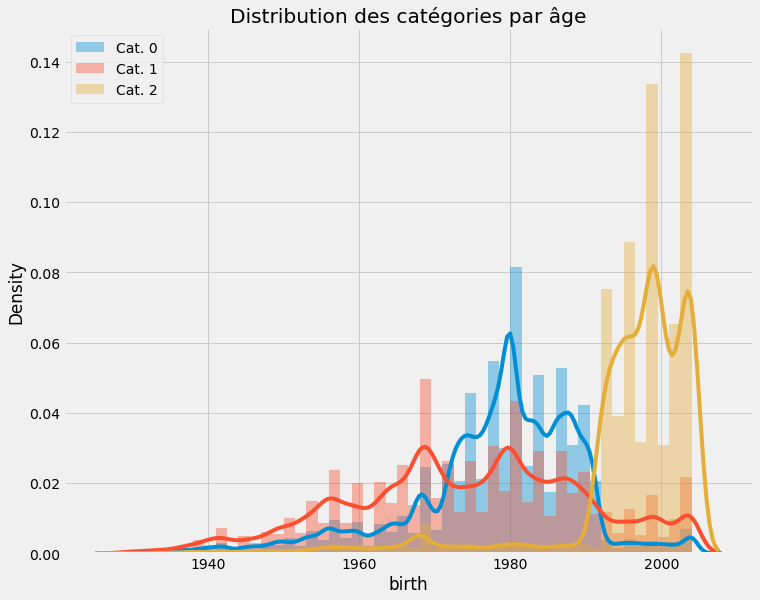 Distribution des catégories par âge
Cat. 0
Cat. 1
Cat. 2
0.14
0.12
0.10
0.08
0.06
0.04
0.02
0.00
Density
1940 1960 1980 2000
birth